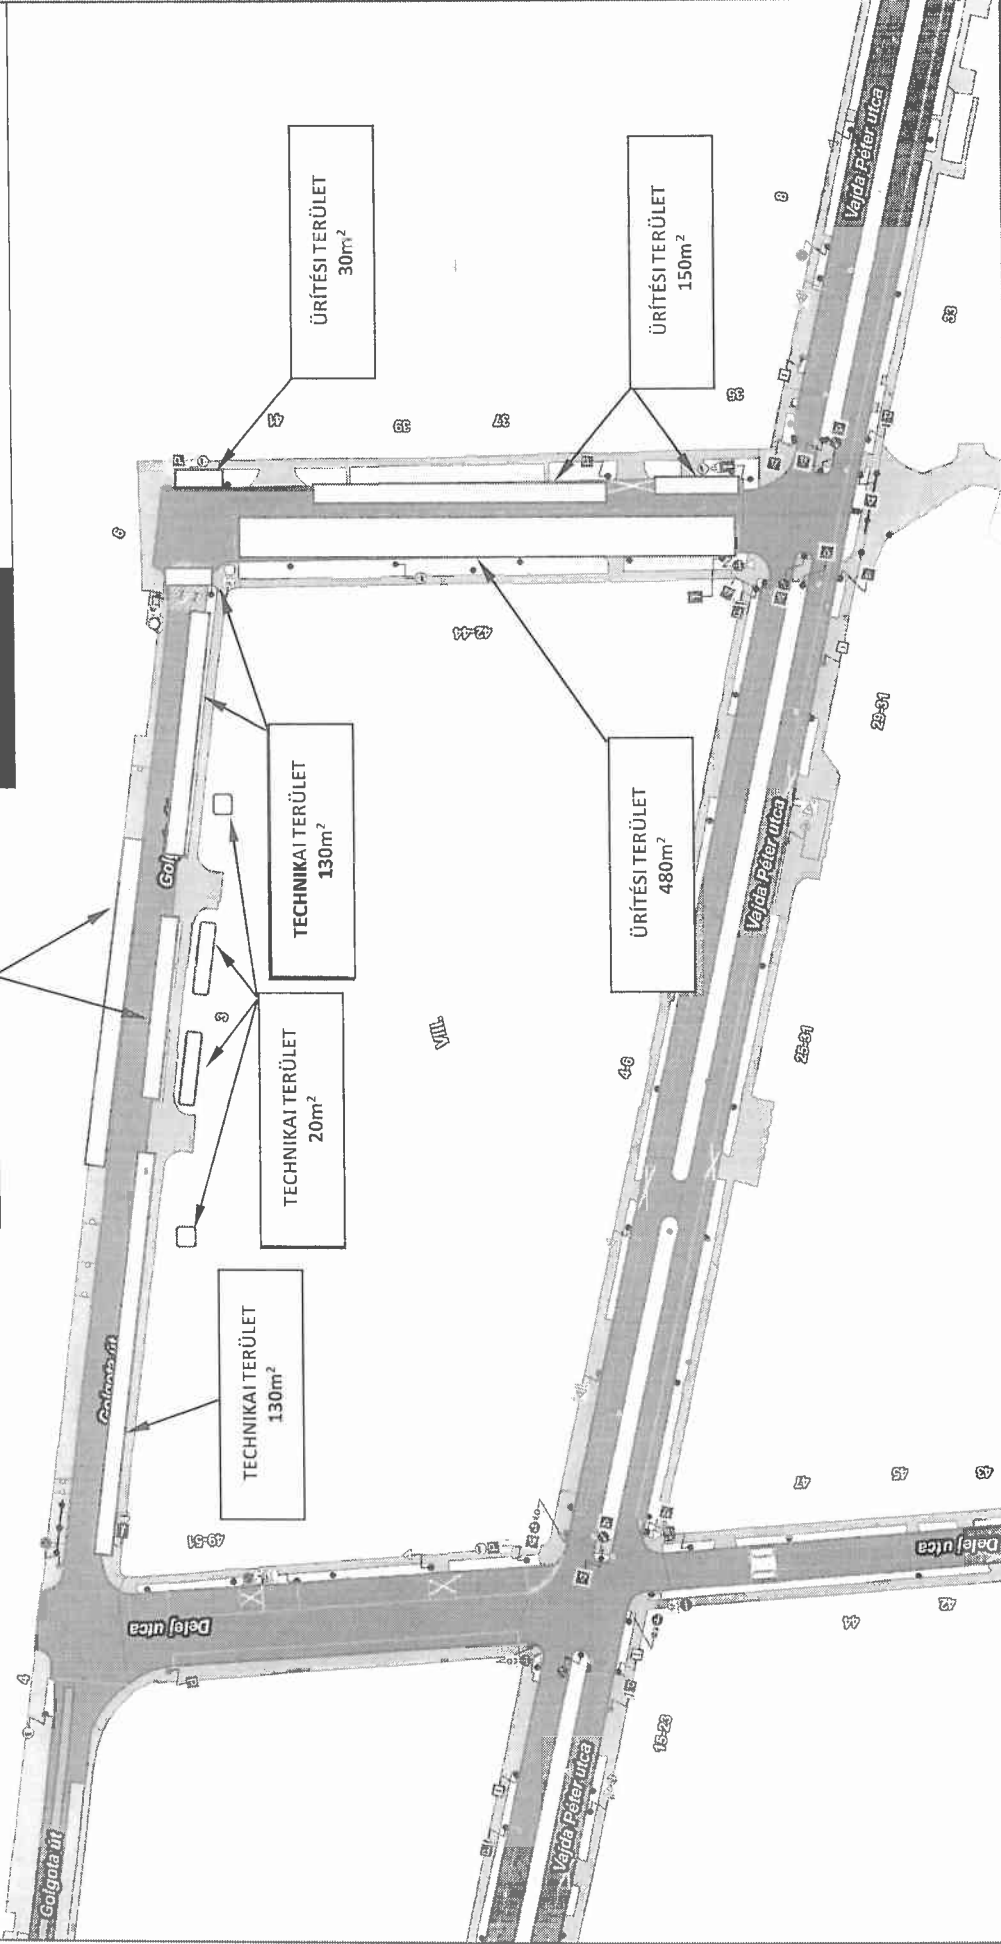 ÜRÍTÉSI TERÜLET
30m²
ÜRÍTÉSI TERÜLET
150m²
ÜRÍTÉSI TERÜLET
480m²
TECHNIKAI TERÜLET
130m²
TECHNIKAI TERÜLET
20m²
TECHNIKAI TERÜLET
130m²
Vajda Péter utca
Vajda Péter utca
Vajda Péter utca
Golgota út
Golgota út
Gol
Delej utca
Delej utca
VIII.
41
39
37
35
33
8
6
42-44
29-31
25-31
4-6
3
49-51
47
45
43
42
44
15-23
4